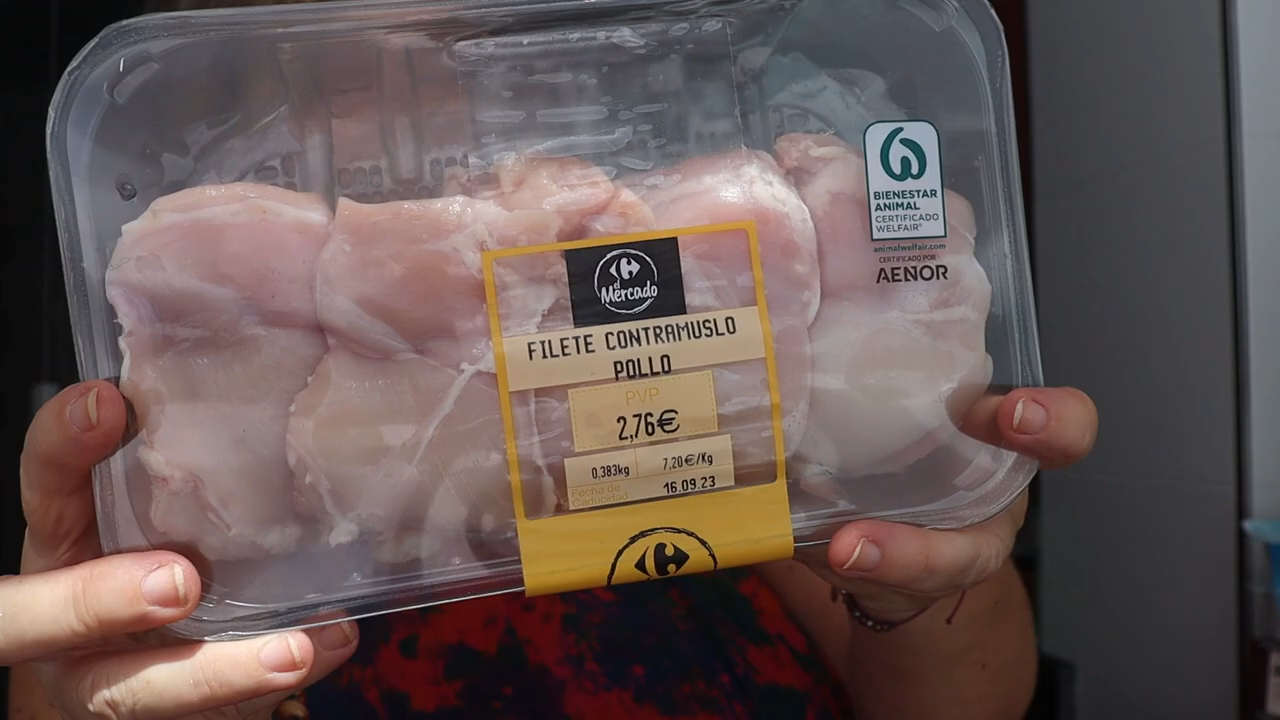 BIENESTAR
ANIMAL
CERTIFICADO
WELFAIR®
animalwelfair.com
CERTIFICADO POR
AENOR
el
Mercado
FILETE CONTRAMUSLO
POLLO
PVP
2,76€
0,383kg 7,20€/Kg
Fecha de
Caducidad 16.09.23